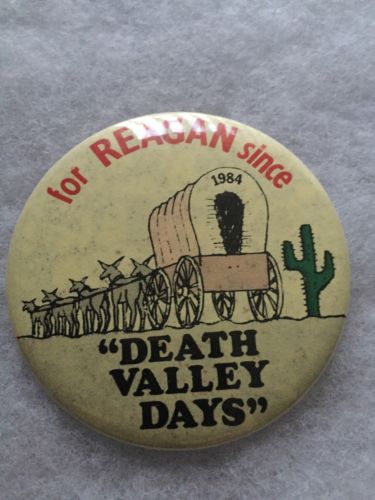 for REAGAN since
1984
"DEATH
VALLEY
DAYS"